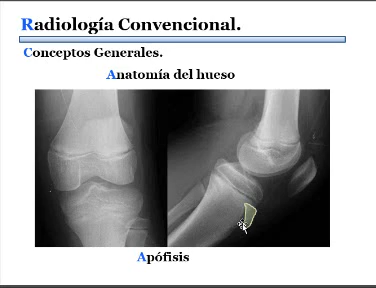 Radiología Convencional.
Conceptos Generales.
Anatomía del hueso
Apófisis